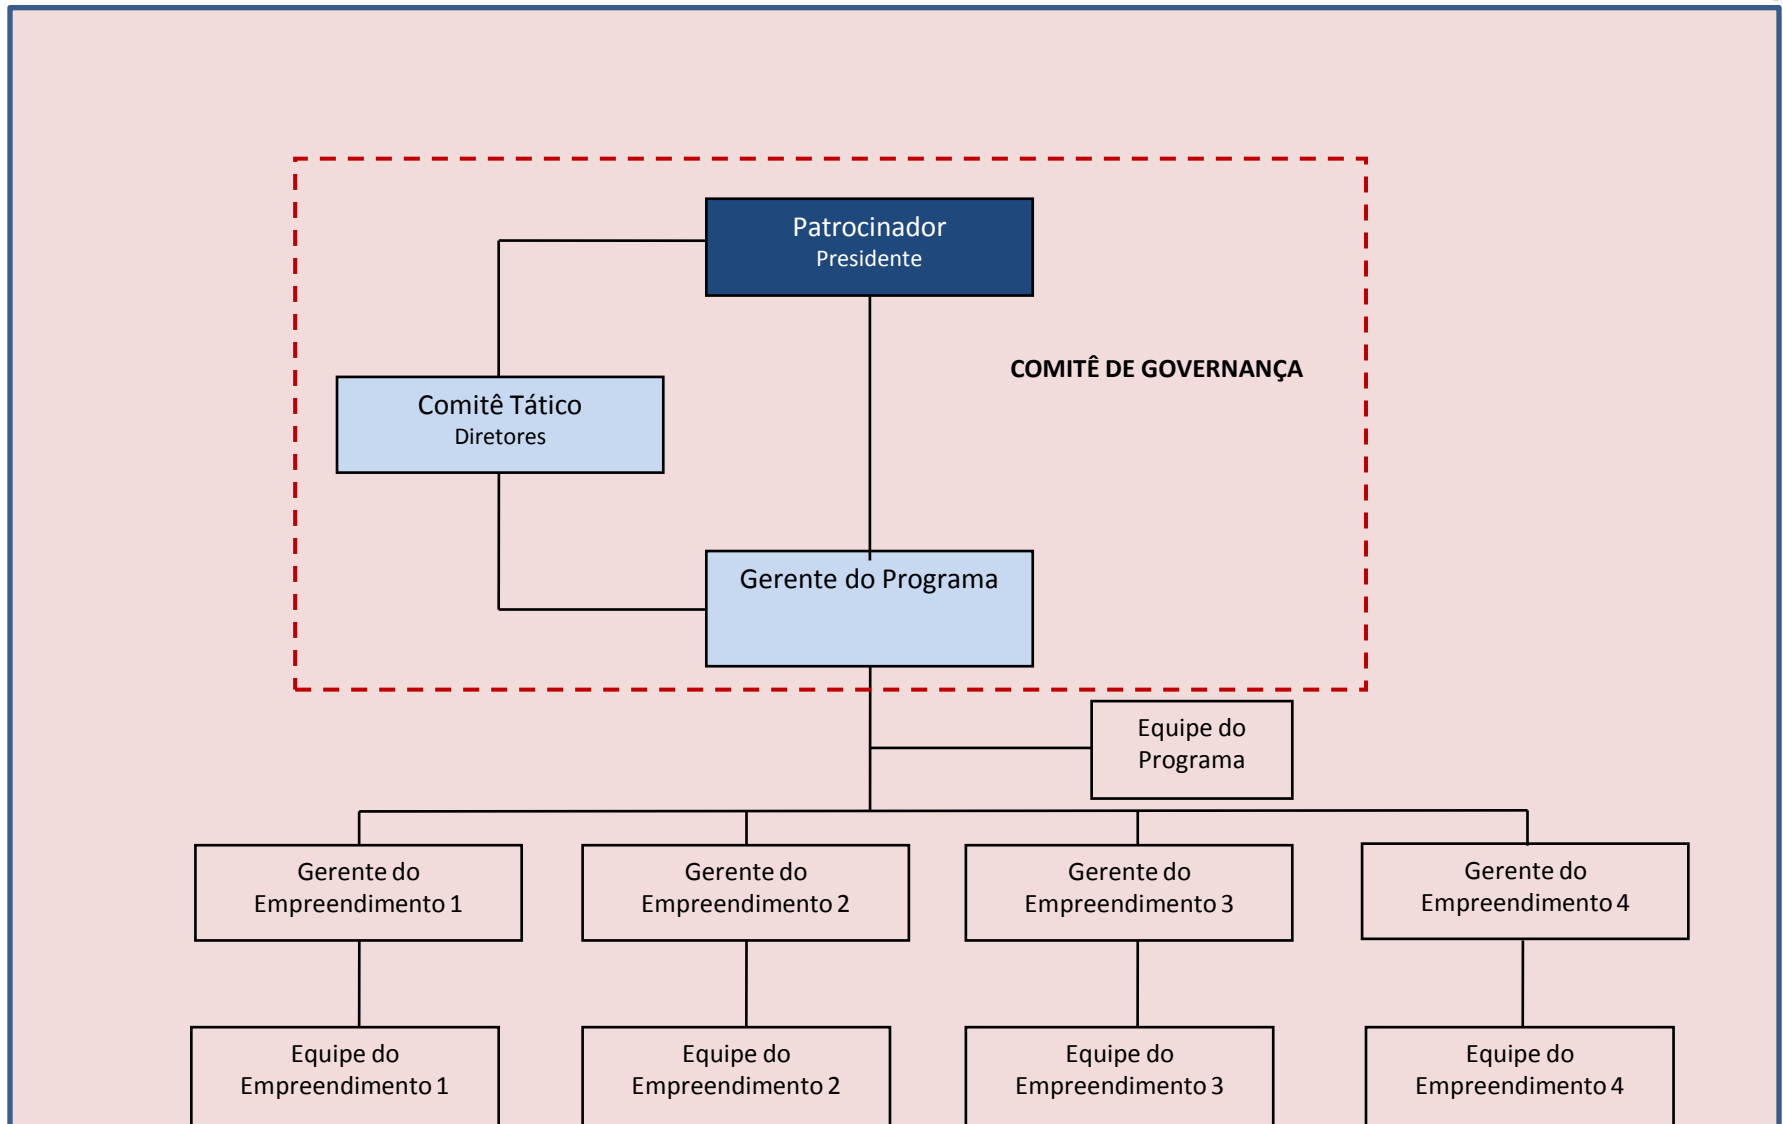 Patrocinador
Presidente
COMITÊ DE GOVERNANÇA
Comitê Tático
Diretores
Gerente do Programa
Equipe do
Programa
Gerente do
Empreendimento 1
Gerente do
Empreendimento 2
Gerente do
Empreendimento 3
Gerente do
Empreendimento 4
Equipe do
Empreendimento 1
Equipe do
Empreendimento 2
Equipe do
Empreendimento 3
Equipe do
Empreendimento 4